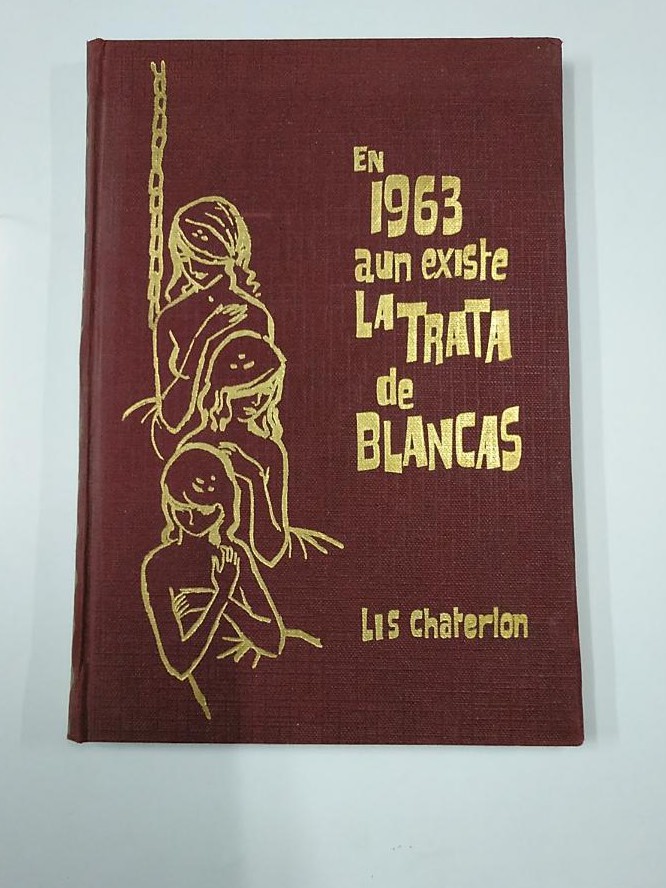 EN
1963
aun existe
LA TRATA
de
BLANCAS
Lis Chaterlon